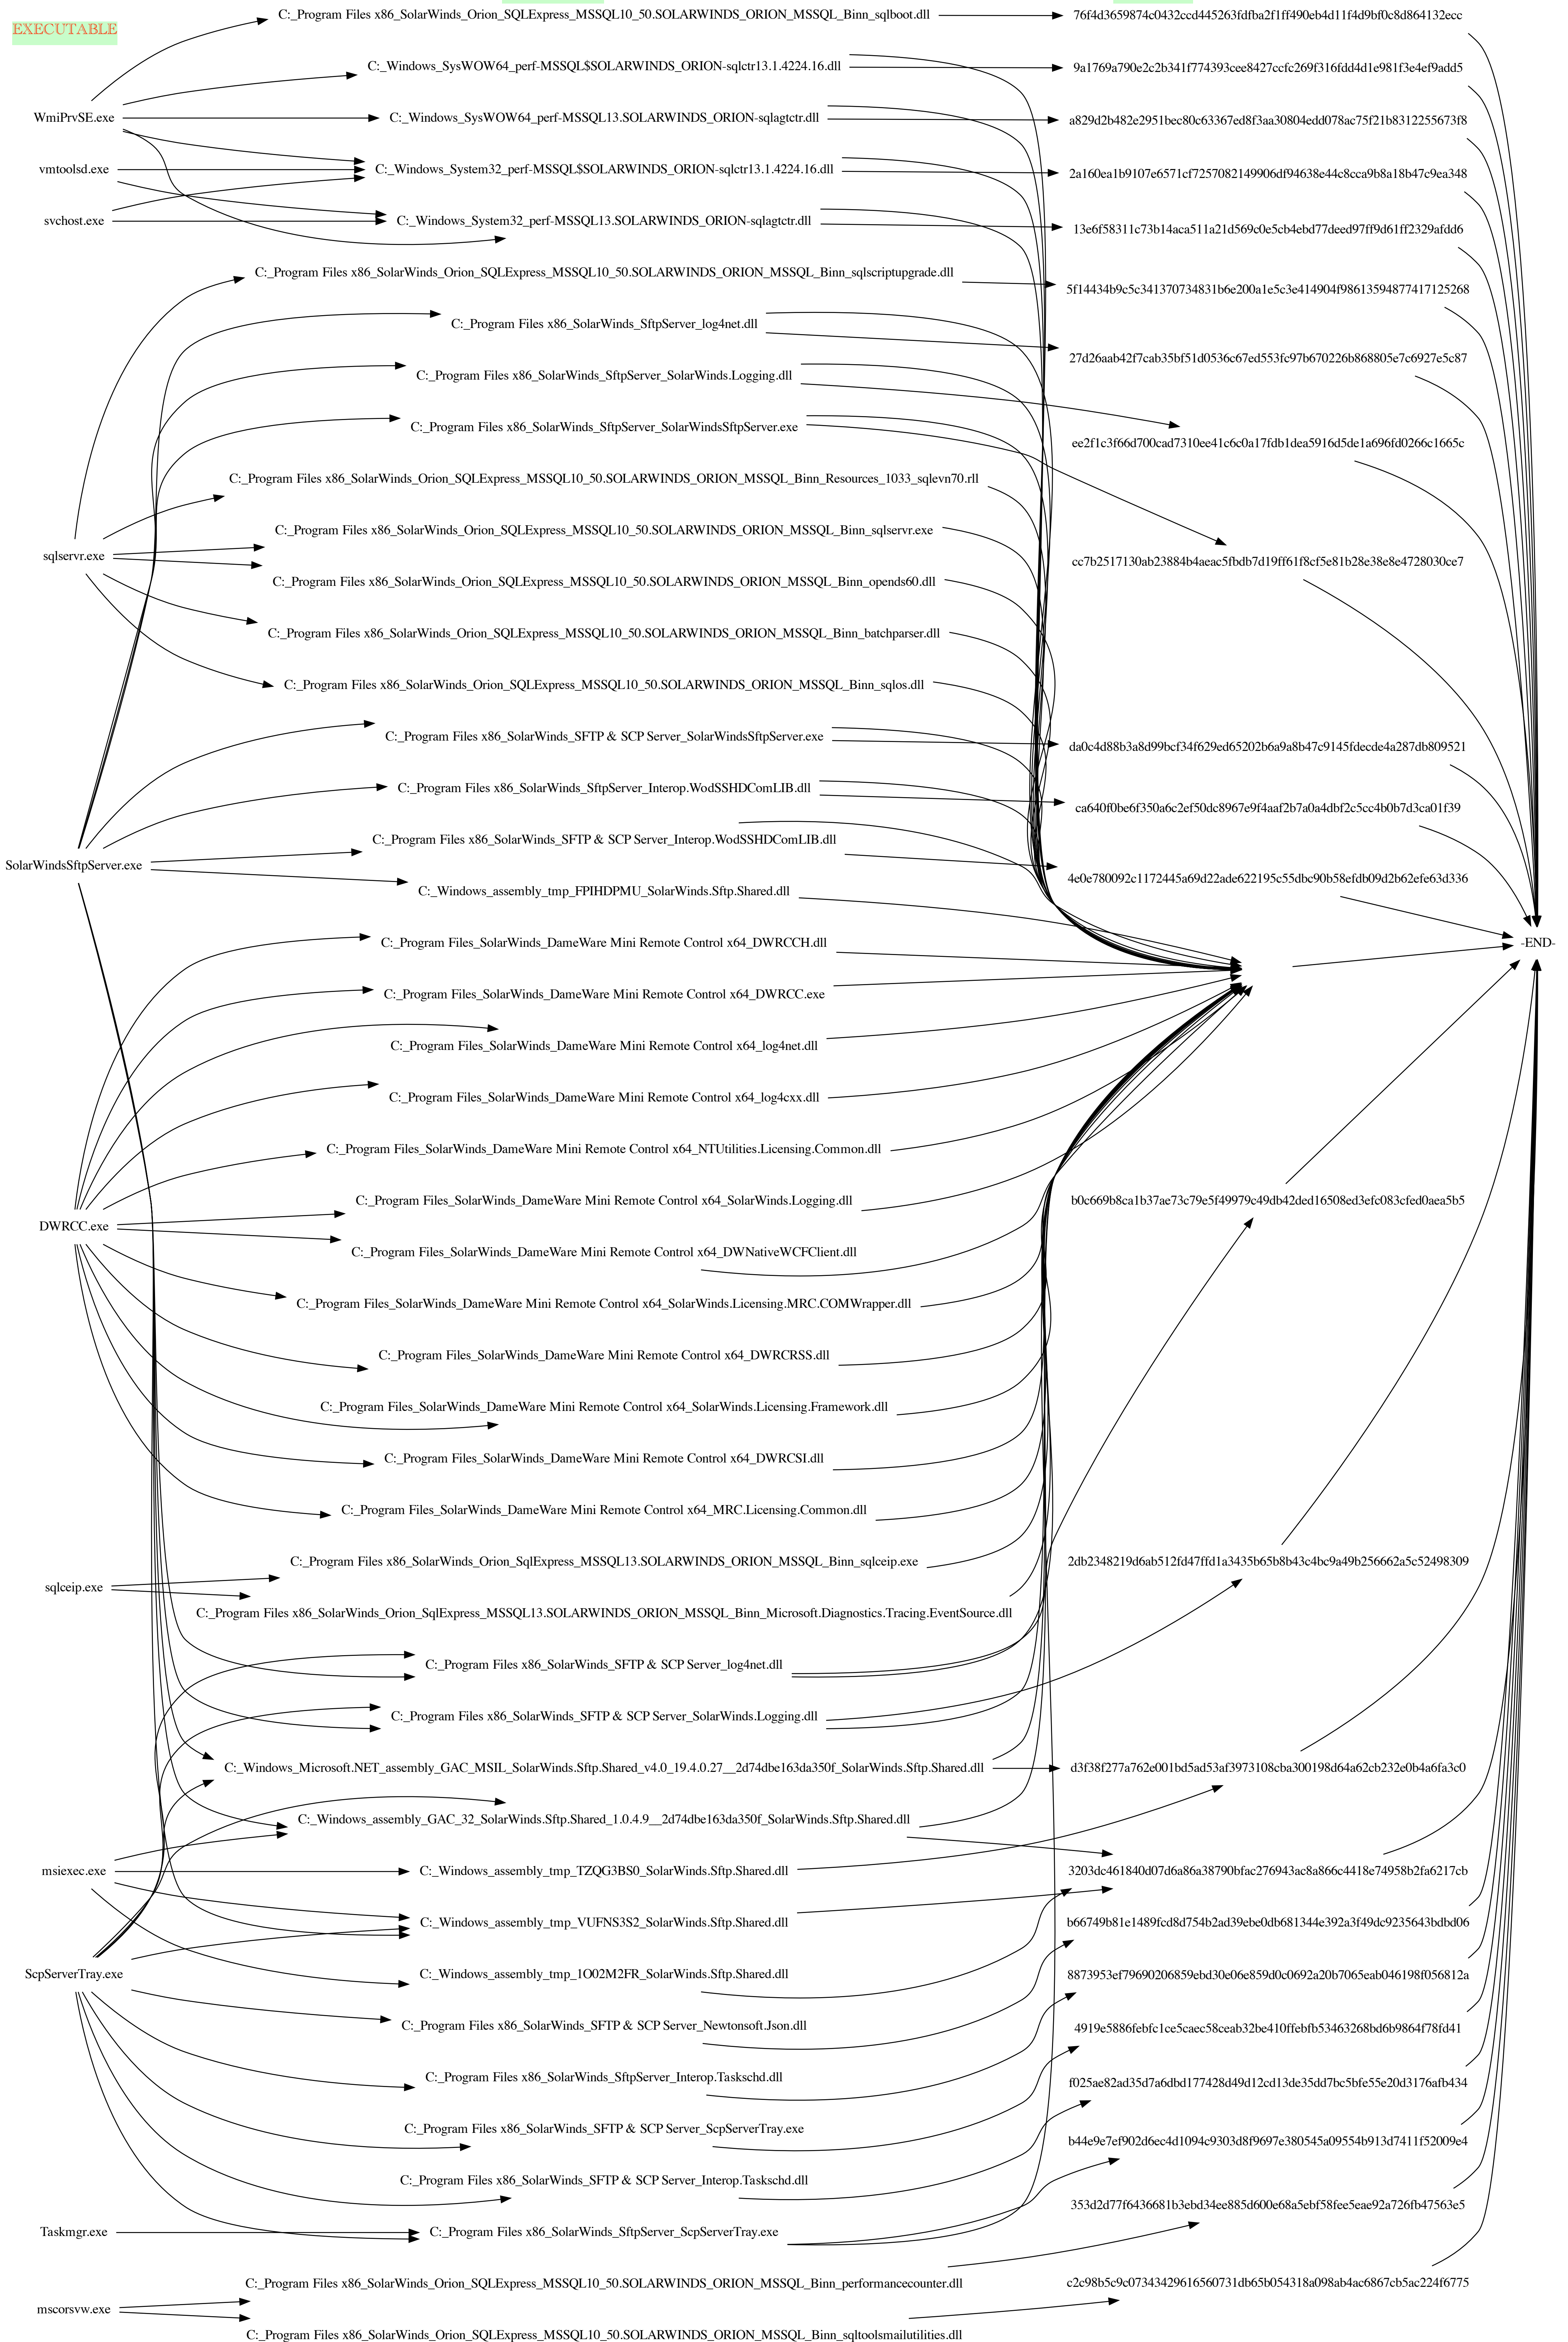 EXECUTABLE
WmiPrvSE.exe
vmtoolsd.exe
svchost.exe
sqlservr.exe
SolarWindsSftpServer.exe
DWRCC.exe
sqlceip.exe
msiexec.exe
ScpServerTray.exe
Taskmgr.exe
mscorsvw.exe
C:_Program Files x86_SolarWinds_Orion_SQLExpress_MSSQL10_50.SOLARWINDS_ORION_MSSQL_Binn_sqlboot.dll
C:_Windows_SysWOW64_perf-MSSQL$SOLARWINDS_ORION-sqlctr13.1.4224.16.dll
C:_Windows_SysWOW64_perf-MSSQL13.SOLARWINDS_ORION-sqlagtctr.dll
C:_Windows_System32_perf-MSSQL$SOLARWINDS_ORION-sqlctr13.1.4224.16.dll
C:_Windows_System32_perf-MSSQL13.SOLARWINDS_ORION-sqlagtctr.dll
C:_Program Files x86_SolarWinds_Orion_SQLExpress_MSSQL10_50.SOLARWINDS_ORION_MSSQL_Binn_sqlscriptupgrade.dll
C:_Program Files x86_SolarWinds_SftpServer_log4net.dll
C:_Program Files x86_SolarWinds_SftpServer_SolarWinds.Logging.dll
C:_Program Files x86_SolarWinds_SftpServer_SolarWindsSftpServer.exe
C:_Program Files x86_SolarWinds_Orion_SQLExpress_MSSQL10_50.SOLARWINDS_ORION_MSSQL_Binn_Resources_1033_sqlevn70.rll
C:_Program Files x86_SolarWinds_Orion_SQLExpress_MSSQL10_50.SOLARWINDS_ORION_MSSQL_Binn_sqlservr.exe
C:_Program Files x86_SolarWinds_Orion_SQLExpress_MSSQL10_50.SOLARWINDS_ORION_MSSQL_Binn_opends60.dll
C:_Program Files x86_SolarWinds_Orion_SQLExpress_MSSQL10_50.SOLARWINDS_ORION_MSSQL_Binn_batchparser.dll
C:_Program Files x86_SolarWinds_Orion_SQLExpress_MSSQL10_50.SOLARWINDS_ORION_MSSQL_Binn_sqlos.dll
C:_Program Files x86_SolarWinds_SFTP & SCP Server_SolarWindsSftpServer.exe
C:_Program Files x86_SolarWinds_SftpServer_Interop.WodSSHDComLIB.dll
C:_Program Files x86_SolarWinds_SFTP & SCP Server_Interop.WodSSHDComLIB.dll
C:_Windows_assembly_tmp_FPIHDPMU_SolarWinds.Sftp.Shared.dll
C:_Program Files_SolarWinds_DameWare Mini Remote Control x64_DWRCCH.dll
C:_Program Files_SolarWinds_DameWare Mini Remote Control x64_DWRCC.exe
C:_Program Files_SolarWinds_DameWare Mini Remote Control x64_log4net.dll
C:_Program Files_SolarWinds_DameWare Mini Remote Control x64_log4cxx.dll
C:_Program Files_SolarWinds_DameWare Mini Remote Control x64_NTUtilities.Licensing.Common.dll
C:_Program Files_SolarWinds_DameWare Mini Remote Control x64_SolarWinds.Logging.dll
C:_Program Files_SolarWinds_DameWare Mini Remote Control x64_DWNativeWCFClient.dll
C:_Program Files_SolarWinds_DameWare Mini Remote Control x64_SolarWinds.Licensing.MRC.COMWrapper.dll
C:_Program Files_SolarWinds_DameWare Mini Remote Control x64_DWRCRSS.dll
C:_Program Files_SolarWinds_DameWare Mini Remote Control x64_SolarWinds.Licensing.Framework.dll
C:_Program Files_SolarWinds_DameWare Mini Remote Control x64_DWRCSI.dll
C:_Program Files_SolarWinds_DameWare Mini Remote Control x64_MRC.Licensing.Common.dll
C:_Program Files x86_SolarWinds_Orion_SqlExpress_MSSQL13.SOLARWINDS_ORION_MSSQL_Binn_sqlceip.exe
C:_Program Files x86_SolarWinds_Orion_SqlExpress_MSSQL13.SOLARWINDS_ORION_MSSQL_Binn_Microsoft.Diagnostics.Tracing.EventSource.dll
C:_Program Files x86_SolarWinds_SFTP & SCP Server_log4net.dll
C:_Program Files x86_SolarWinds_SFTP & SCP Server_SolarWinds.Logging.dll
C:_Windows_Microsoft.NET_assembly_GAC_MSIL_SolarWinds.Sftp.Shared_v4.0_19.4.0.27__2d74dbe163da350f_SolarWinds.Sftp.Shared.dll
C:_Windows_assembly_GAC_32_SolarWinds.Sftp.Shared_1.0.4.9__2d74dbe163da350f_SolarWinds.Sftp.Shared.dll
C:_Windows_assembly_tmp_TZQG3BS0_SolarWinds.Sftp.Shared.dll
C:_Windows_assembly_tmp_VUFNS3S2_SolarWinds.Sftp.Shared.dll
C:_Windows_assembly_tmp_1O02M2FR_SolarWinds.Sftp.Shared.dll
C:_Program Files x86_SolarWinds_SFTP & SCP Server_Newtonsoft.Json.dll
C:_Program Files x86_SolarWinds_SftpServer_Interop.Taskschd.dll
C:_Program Files x86_SolarWinds_SFTP & SCP Server_ScpServerTray.exe
C:_Program Files x86_SolarWinds_SFTP & SCP Server_Interop.Taskschd.dll
C:_Program Files x86_SolarWinds_SftpServer_ScpServerTray.exe
C:_Program Files x86_SolarWinds_Orion_SQLExpress_MSSQL10_50.SOLARWINDS_ORION_MSSQL_Binn_performancecounter.dll
C:_Program Files x86_SolarWinds_Orion_SQLExpress_MSSQL10_50.SOLARWINDS_ORION_MSSQL_Binn_sqltoolsmailutilities.dll
76f4d3659874c0432ccd445263fdfba2f1ff490eb4d11f4d9bf0c8d864132ecc
9a1769a790e2c2b341f774393cee8427ccfc269f316fdd4d1e981f3e4ef9add5
a829d2b482e2951bec80c63367ed8f3aa30804edd078ac75f21b8312255673f8
2a160ea1b9107e6571cf7257082149906df94638e44c8cca9b8a18b47c9ea348
13e6f58311c73b14aca511a21d569c0e5cb4ebd77deed97ff9d61ff2329afdd6
5f14434b9c5c341370734831b6e200a1e5c3e414904f98613594877417125268
27d26aab42f7cab35bf51d0536c67ed553fc97b670226b868805e7c6927e5c87
ee2f1c3f66d700cad7310ee41c6c0a17fdb1dea5916d5de1a696fd0266c1665c
cc7b2517130ab23884b4aeac5fbdb7d19ff61f8cf5e81b28e38e8e4728030ce7
da0c4d88b3a8d99bcf34f629ed65202b6a9a8b47c9145fdecde4a287db809521
ca640f0be6f350a6c2ef50dc8967e9f4aaf2b7a0a4dbf2c5cc4b0b7d3ca01f39
4e0e780092c1172445a69d22ade622195c55dbc90b58efdb09d2b62efe63d336
b0c669b8ca1b37ae73c79e5f49979c49db42ded16508ed3efc083cfed0aea5b5
2db2348219d6ab512fd47ffd1a3435b65b8b43c4bc9a49b256662a5c52498309
d3f38f277a762e001bd5ad53af3973108cba300198d64a62cb232e0b4a6fa3c0
3203dc461840d07d6a86a38790bfac276943ac8a866c4418e74958b2fa6217cb
b66749b81e1489fcd8d754b2ad39ebe0db681344e392a3f49dc9235643bdbd06
8873953ef79690206859ebd30e06e859d0c0692a20b7065eab046198f056812a
4919e5886febfc1ce5caec58ceab32be410ffebfb53463268bd6b9864f78fd41
f025ae82ad35d7a6dbd177428d49d12cd13de35dd7bc5bfe55e20d3176afb434
b44e9e7ef902d6ec4d1094c9303d8f9697e380545a09554b913d7411f52009e4
353d2d77f6436681b3ebd34ee885d600e68a5ebf58fee5eae92a726fb47563e5
c2c98b5c9c07343429616560731db65b054318a098ab4ac6867cb5ac224f6775
-END-